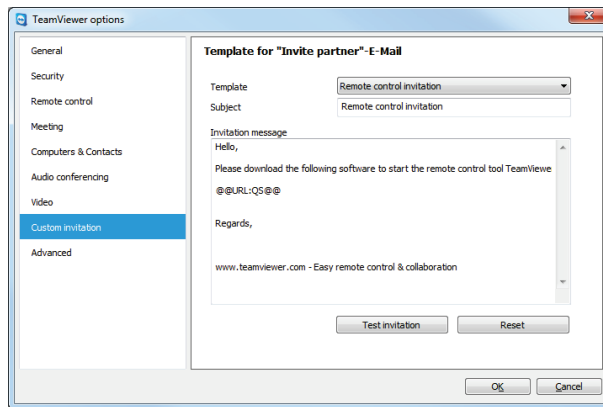 TeamViewer options
General
Security
Remote control
Meeting
Computers & Contacts
Audio conferencing
Video
Custom invitation
Advanced
Template for "Invite partner"-E-Mail
Template Remote control invitation
Subject Remote control invitation
Invitation message
Hello,
Please download the following software to start the remote control tool TeamViewe
@@URL:QS@@
Regards,
www.teamviewer.com - Easy remote control & collaboration
Test invitation Reset
OK Cancel